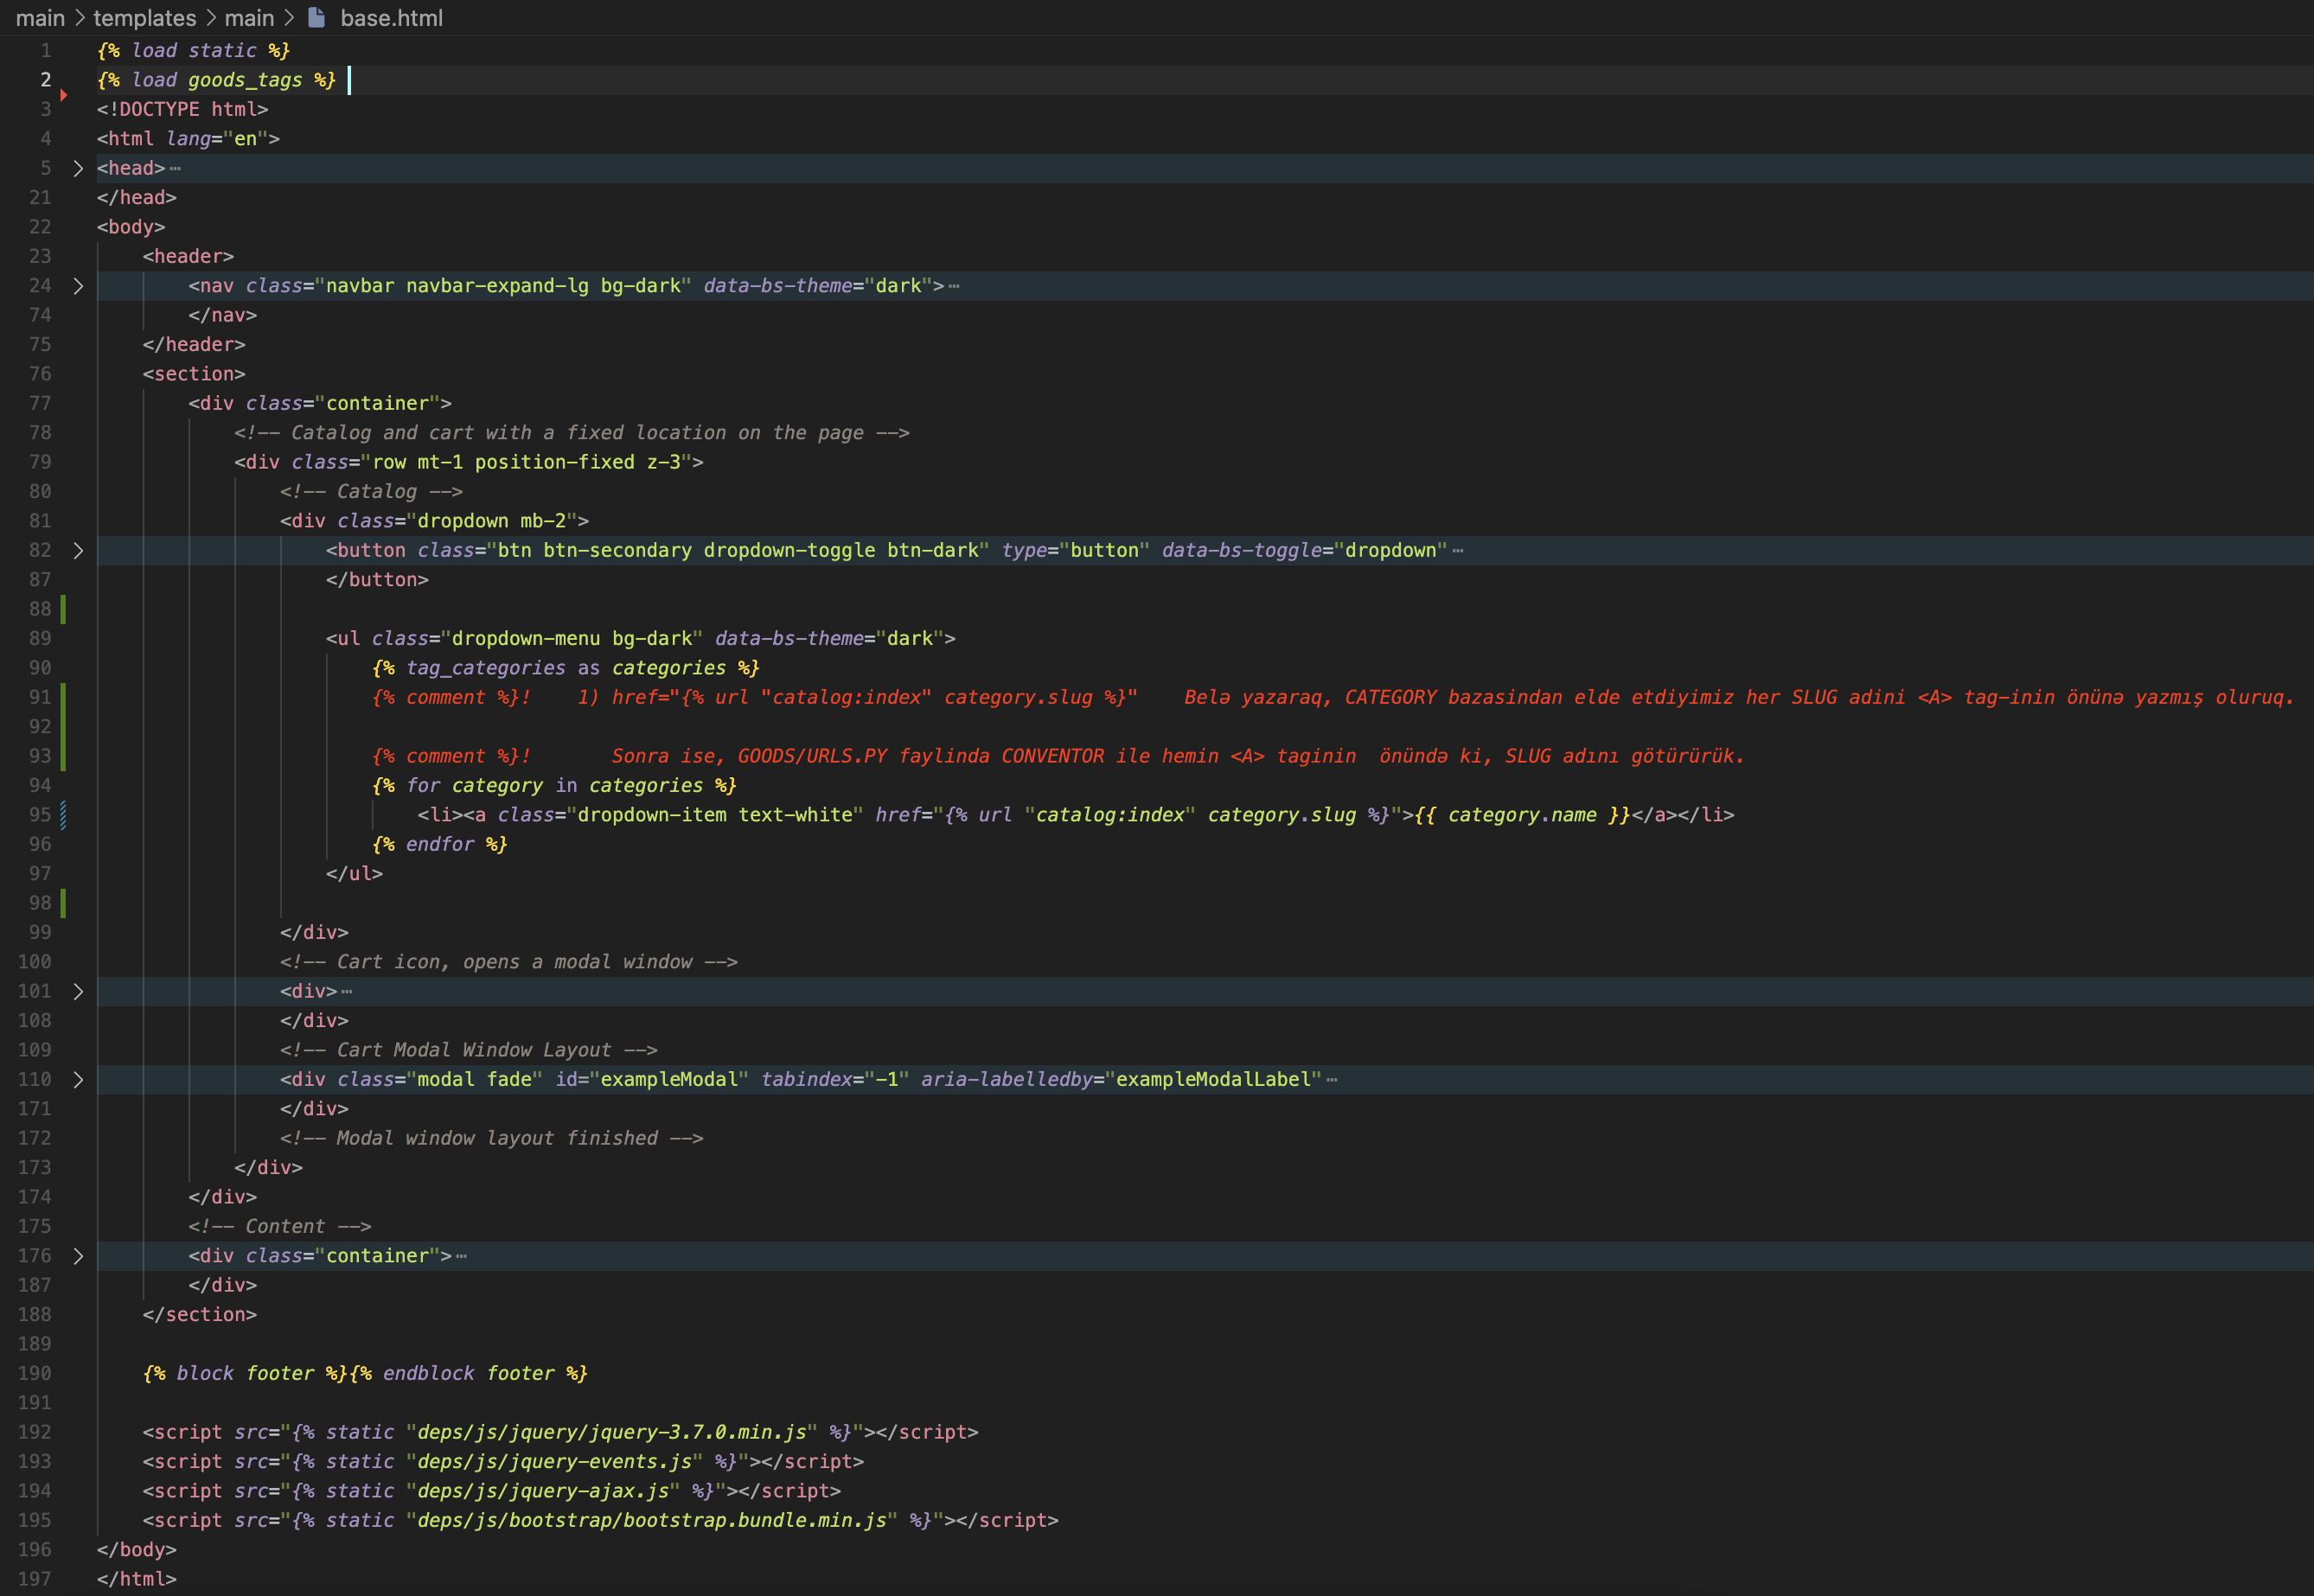 main > templates > main > base.html
1 {% load static %}
2 {% load goods_tags %}
3 <!DOCTYPE html>
4 <html lang="en">
5 <head>…
21 </head>
22 <body>
23 <header>
24 <nav class="navbar navbar-expand-lg bg-dark" data-bs-theme="dark">…
74 </nav>
75 </header>
76 <section>
77 <div class="container">
78 <!-- Catalog and cart with a fixed location on the page -->
79 <div class="row mt-1 position-fixed z-3">
80 <!-- Catalog -->
81 <div class="dropdown mb-2">
82 <button class="btn btn-secondary dropdown-toggle btn-dark" type="button" data-bs-toggle="dropdown"…
87 </button>
88
89 <ul class="dropdown-menu bg-dark" data-bs-theme="dark">
90 {% tag_categories as categories %}
91 {% comment %}! 1) href="{% url "catalog:index" category.slug %}" Belə yazaraq, CATEGORY bazasindan elde etdiyimiz her SLUG adini <A> tag-inin önünə yazmış oluruq.
92
93 {% comment %}! Sonra ise, GOODS/URLS.PY faylinda CONVENTOR ile hemin <A> taginin önündə ki, SLUG adını götürürük.
94 {% for category in categories %}
95 <li><a class="dropdown-item text-white" href="{% url "catalog:index" category.slug %}">{{ category.name }}</a></li>
96 {% endfor %}
97 </ul>
98
99 </div>
100 <!-- Cart icon, opens a modal window -->
101 <div>…
108 </div>
109 <!-- Cart Modal Window Layout -->
110 <div class="modal fade" id="exampleModal" tabindex="-1" aria-labelledby="exampleModalLabel"…
171 </div>
172 <!-- Modal window layout finished -->
173 </div>
174 </div>
175 <!-- Content -->
176 <div class="container">…
187 </div>
188 </section>
189
190 {% block footer %}{% endblock footer %}
191
192 <script src="{% static "deps/js/jquery/jquery-3.7.0.min.js" %}"></script>
193 <script src="{% static "deps/js/jquery-events.js" %}"></script>
194 <script src="{% static "deps/js/jquery-ajax.js" %}"></script>
195 <script src="{% static "deps/js/bootstrap/bootstrap.bundle.min.js" %}"></script>
196 </body>
197 </html>